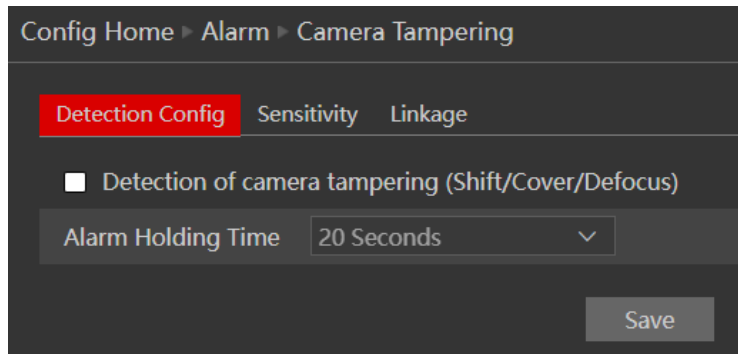 Config Home ▶ Alarm ▶ Camera Tampering
Detection Config Sensitivity Linkage
Detection of camera tampering (Shift/Cover/Defocus)
Alarm Holding Time 20 Seconds
Save